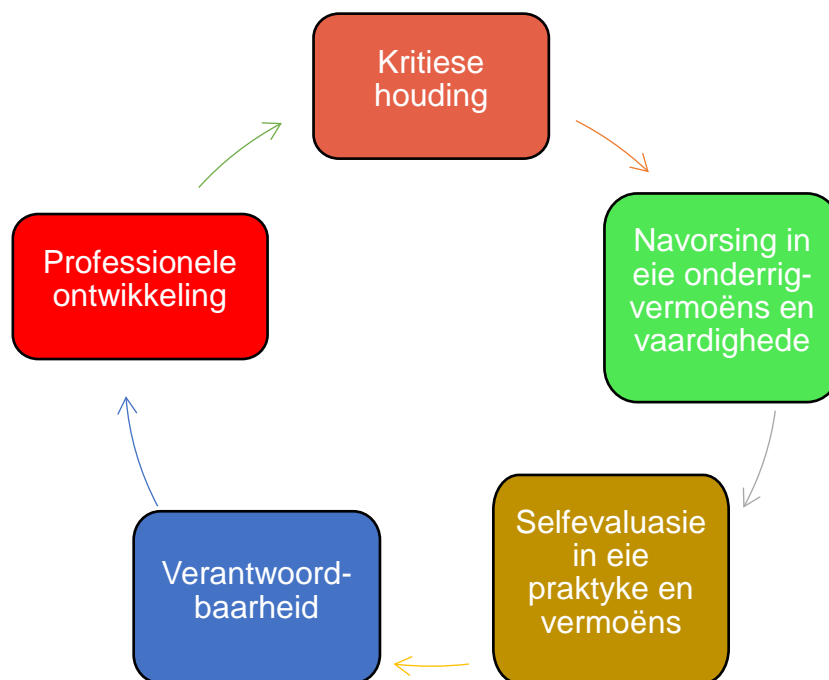 Kritiese
houding
Navorsing in
eie onderrig-
vermoëns en
vaardighede
Selfevaluasie
in eie
praktyke en
vermoëns
Verantwoord-
baarheid
Professionele
ontwikkeling